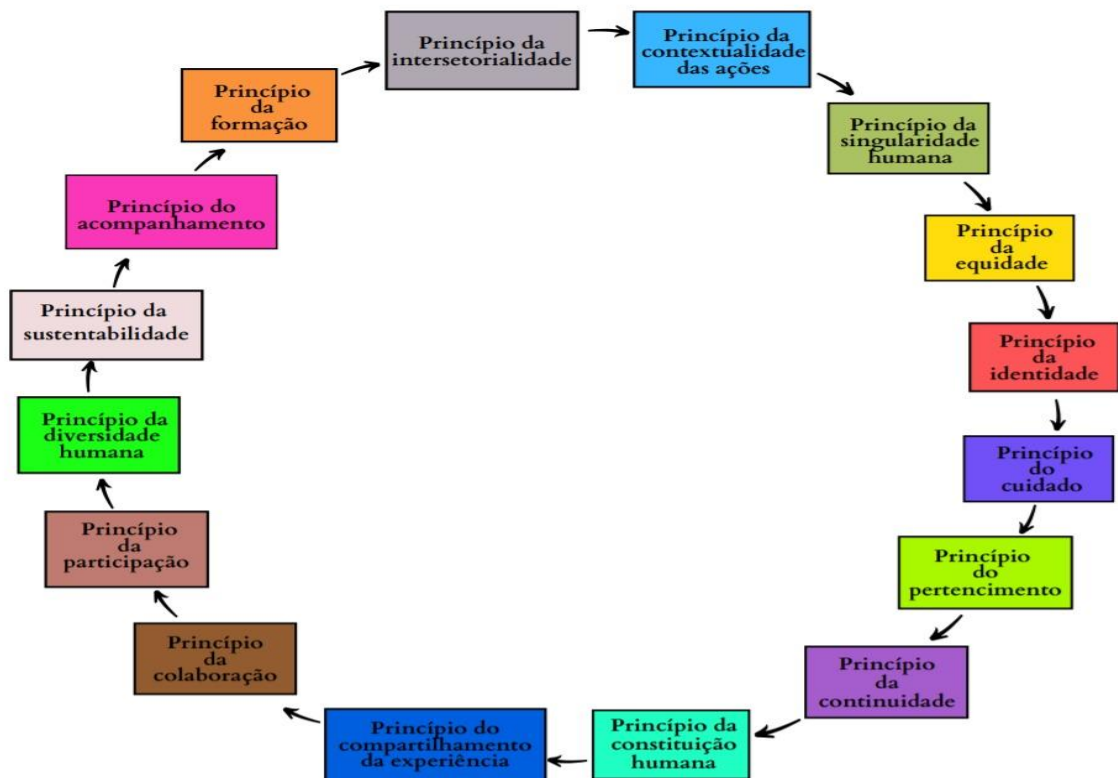 Princípio da
intersetorialidade
Princípio da
contextualidade
das ações
Princípio da
singularidade
humana
Princípio
da
equidade
Princípio
da
identidade
Princípio
do
cuidado
Princípio
do
pertencimento
Princípio
da
continuidade
Princípio da
constituição
humana
Princípio do
compartilhamento
da experiência
Princípio
da
colaboração
Princípio
da
participação
Princípio da
diversidade
humana
Princípio da
sustentabilidade
Princípio do
acompanhamento
Princípio
da
formação